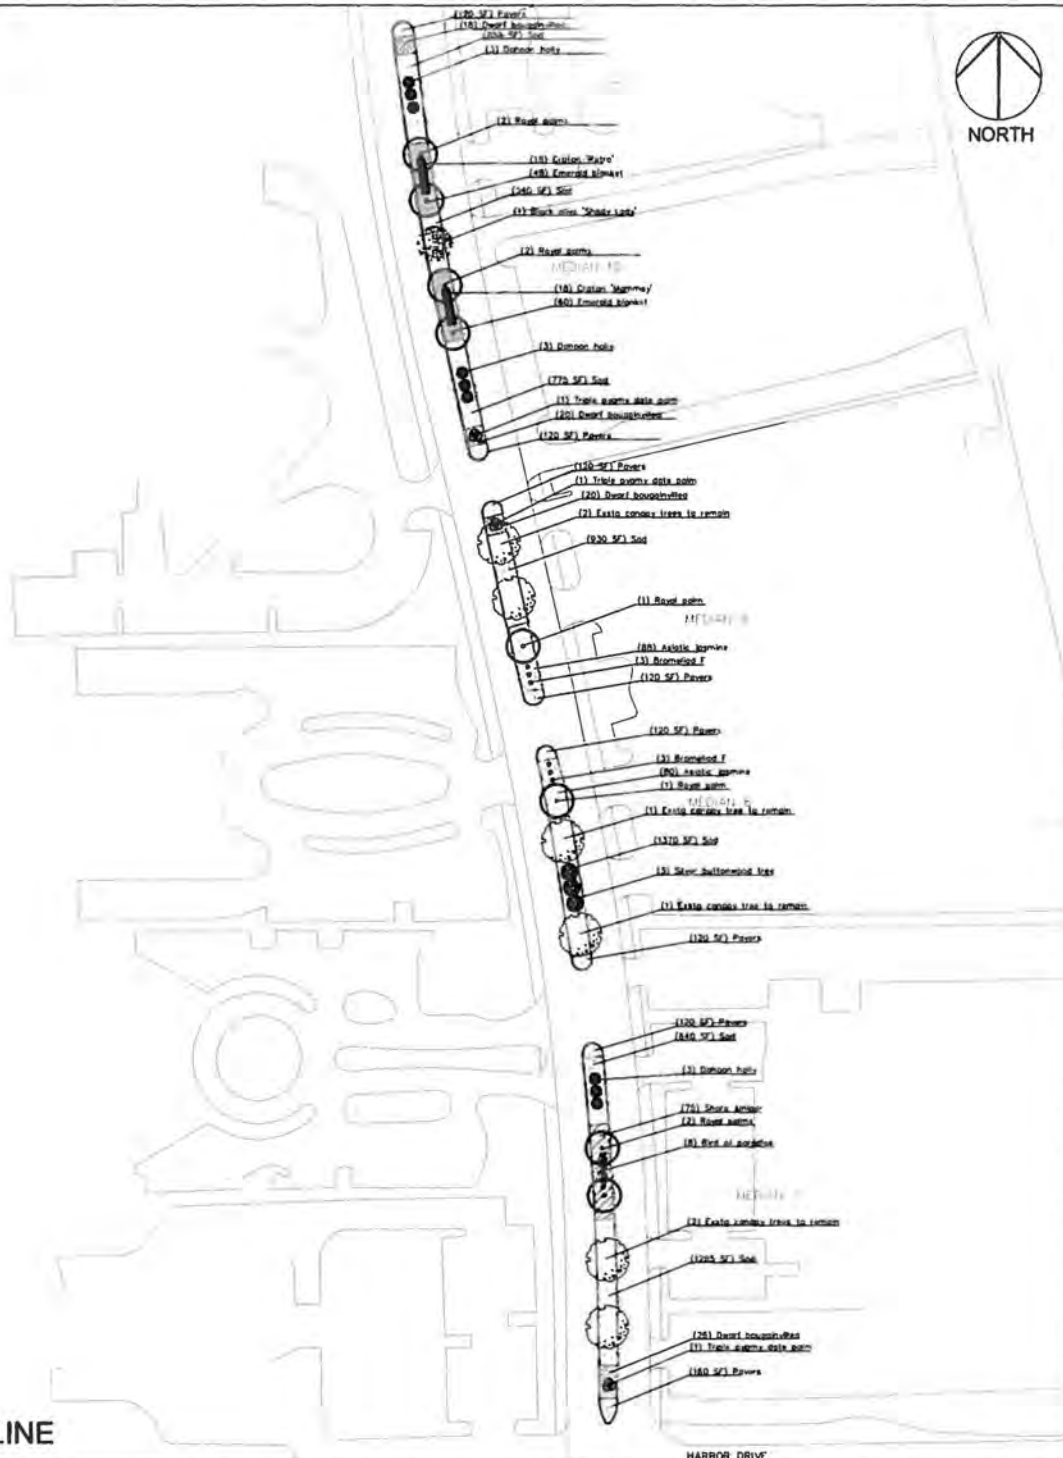 (120 SF) Pavers
(18) Dwarf bougainvillea
SF) Sod
(3) Dahoon holly
NORTH
(2) Royal palms
(15) Croton 'Petra'
(48) Emerald blanket
(340 SF) Sod
(1) Black olive 'Shady Lady'
(2) Royal palms
MEDIAN 10
(18) Croton 'Mammey'
(60) Emerald blanket
(3) Dahoon holly
(775 SF) Sod
(1) Triple pygmy date palm
(20) Dwarf bougainvillea
(120 SF) Pavers
(120 SF) Pavers
(1) Triple pygmy date palm
(20) Dwarf bougainvillea
(2) Exstg canopy trees to remain
(930 SF) Sod
(1) Royal palm
MEDIAN
(88) Asiatic jasmine
(3) Bromeliad F
(120 SF) Pavers
(120 SF) Pavers
(3) Bromeliad F
(80) Asiatic jasmine
(1) Royal palm
MEDIAN
(1) Exstg canopy tree to remain
(1370 SF) Sod
(3) Silver buttonwood tree
(1) Exstg canopy tree to remain
(120 SF) Pavers
(120 SF) Pavers
(840 SF) Sod
(3) Dahoon holly
(75) Shore juniper
(2) Royal palms
(8) Bird of paradise
MEDIAN
(2) Exstg canopy trees to remain
(1295 SF) Sod
(26) Dwarf bougainvillea
(1) Triple pygmy date palm
(160 SF) Pavers
LINE
HARBOR DRIVE